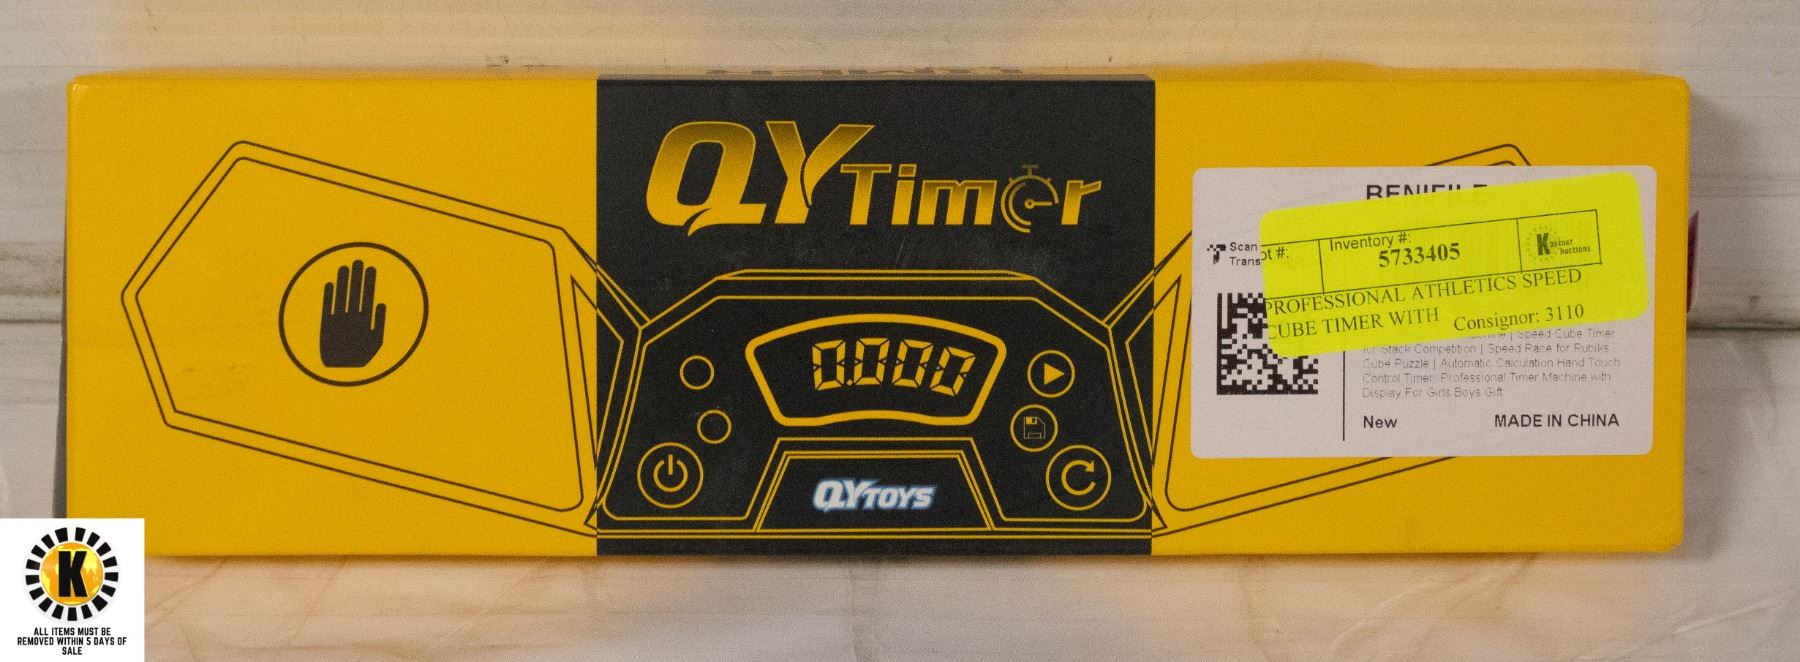 QY Timer
0.000
QY TOYS
Scan
Trans
ot #:
Inventory #:
5733405
Kastner
Auctions
PROFESSIONAL ATHLETICS SPEED
CUBE TIMER WITH
Consignor: 3110
| Speed Cube Timer
for Stack Competition | Speed Race for Rubiks
Cube Puzzle | Automatic Calculation Hand Touch
Control Timer Professional Timer Machine with
Display For Girls Boys Gift
New
MADE IN CHINA
K
ALL ITEMS MUST BE
REMOVED WITHIN 5 DAYS OF
SALE